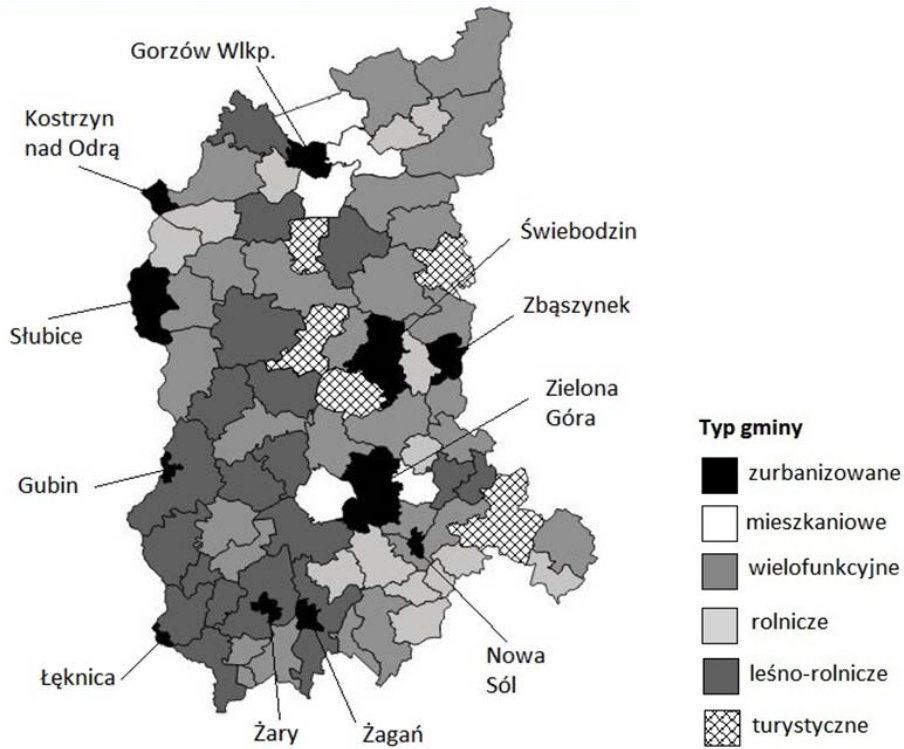 Gorzów Wlkp.
Kostrzyn
nad Odrą
Świebodzin
Zbąszynek
Słubice
Zielona
Góra
Gubin
Nowa
Sól
Łęknica
Żary
Żagań
Typ gminy
zurbanizowane
mieszkaniowe
wielofunkcyjne
rolnicze
leśno-rolnicze
turystyczne